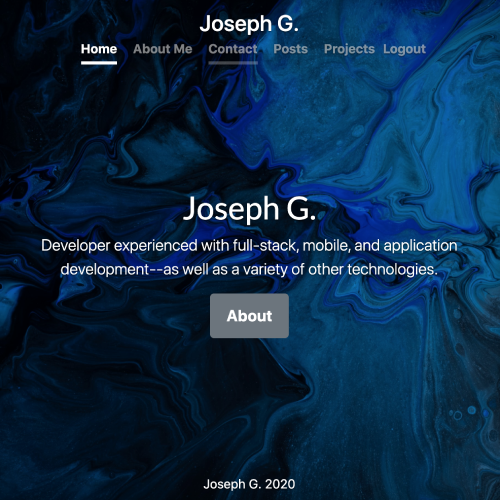 Joseph G.
Home About Me Contact Posts Projects Logout
Joseph G.
Developer experienced with full-stack, mobile, and application
development--as well as a variety of other technologies.
About
Joseph G. 2020